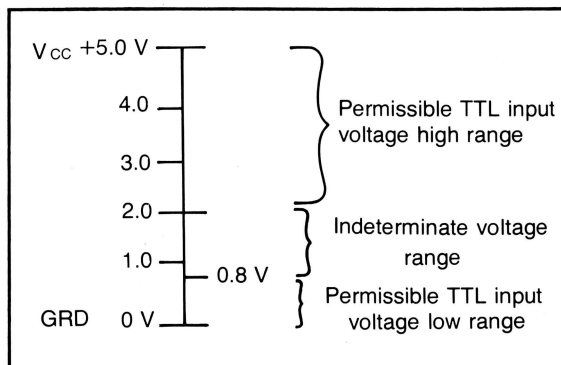 VCC +5.0 V
4.0
Permissible TTL input
voltage high range
3.0
2.0
Indeterminate voltage
range
1.0
0.8 V
Permissible TTL input
voltage low range
GRD 0 V